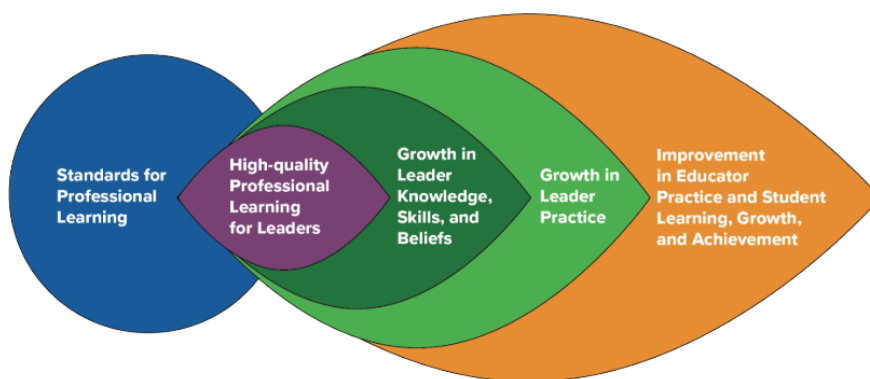 Standards for
Professional
Learning
High-quality
Professional
Learning
for Leaders
Growth in
Leader
Knowledge,
Skills, and
Beliefs
Growth in
Leader
Practice
Improvement
in Educator
Practice and Student
Learning, Growth,
and Achievement